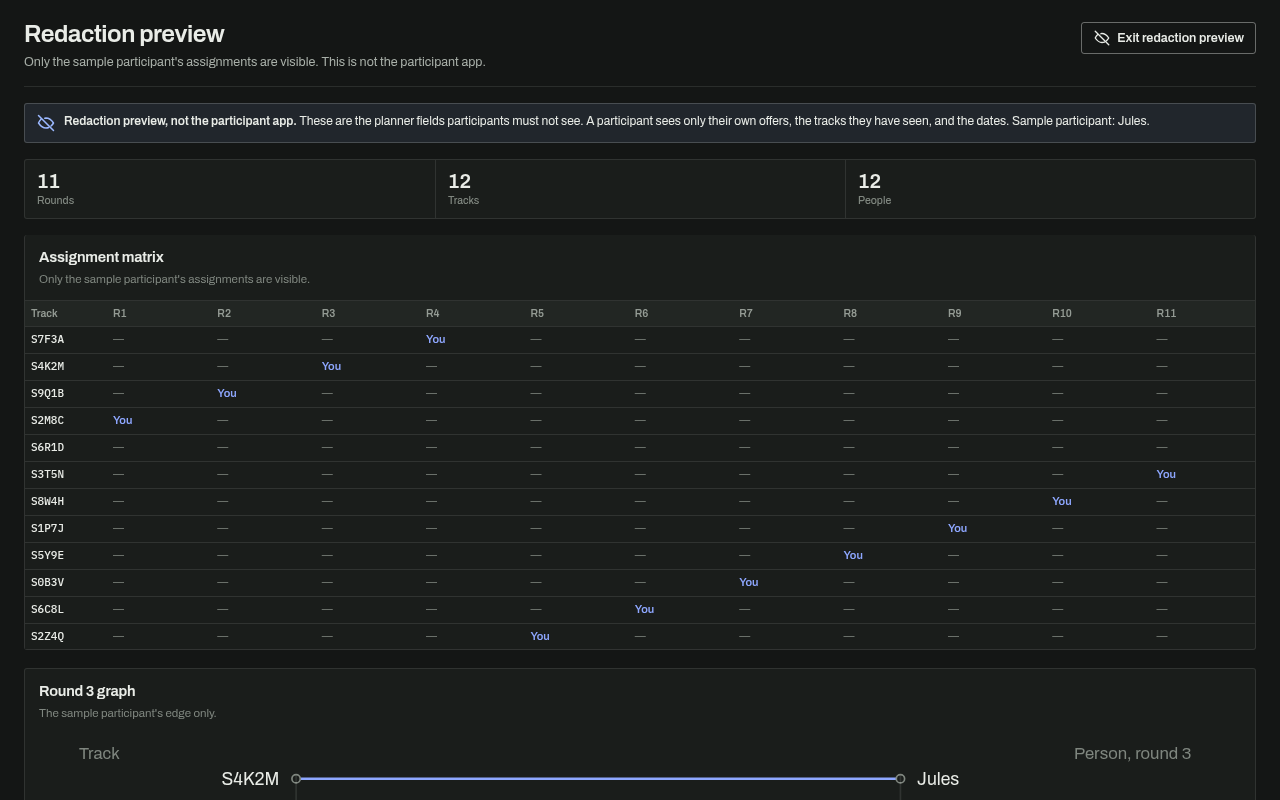 Redaction preview
Only the sample participant's assignments are visible. This is not the participant app.
Exit redaction preview
Redaction preview, not the participant app. These are the planner fields participants must not see. A participant sees only their own offers, the tracks they have seen, and the dates. Sample participant: Jules.
11
Rounds
12
Tracks
12
People
Assignment matrix
Only the sample participant's assignments are visible.
Track R1 R2 R3 R4 R5 R6 R7 R8 R9 R10 R11
S7F3A — — — You — — — — — — —
S4K2M — — You — — — — — — — —
S9Q1B — You — — — — — — — — —
S2M8C You — — — — — — — — — —
S6R1D — — — — — — — — — — —
S3T5N — — — — — — — — — — You
S8W4H — — — — — — — — — You —
S1P7J — — — — — — — — You — —
S5Y9E — — — — — — — You — — —
S0B3V — — — — — — You — — — —
S6C8L — — — — — You — — — — —
S2Z4Q — — — — You — — — — — —
Round 3 graph
The sample participant's edge only.
Track
Person, round 3
S4K2M
Jules